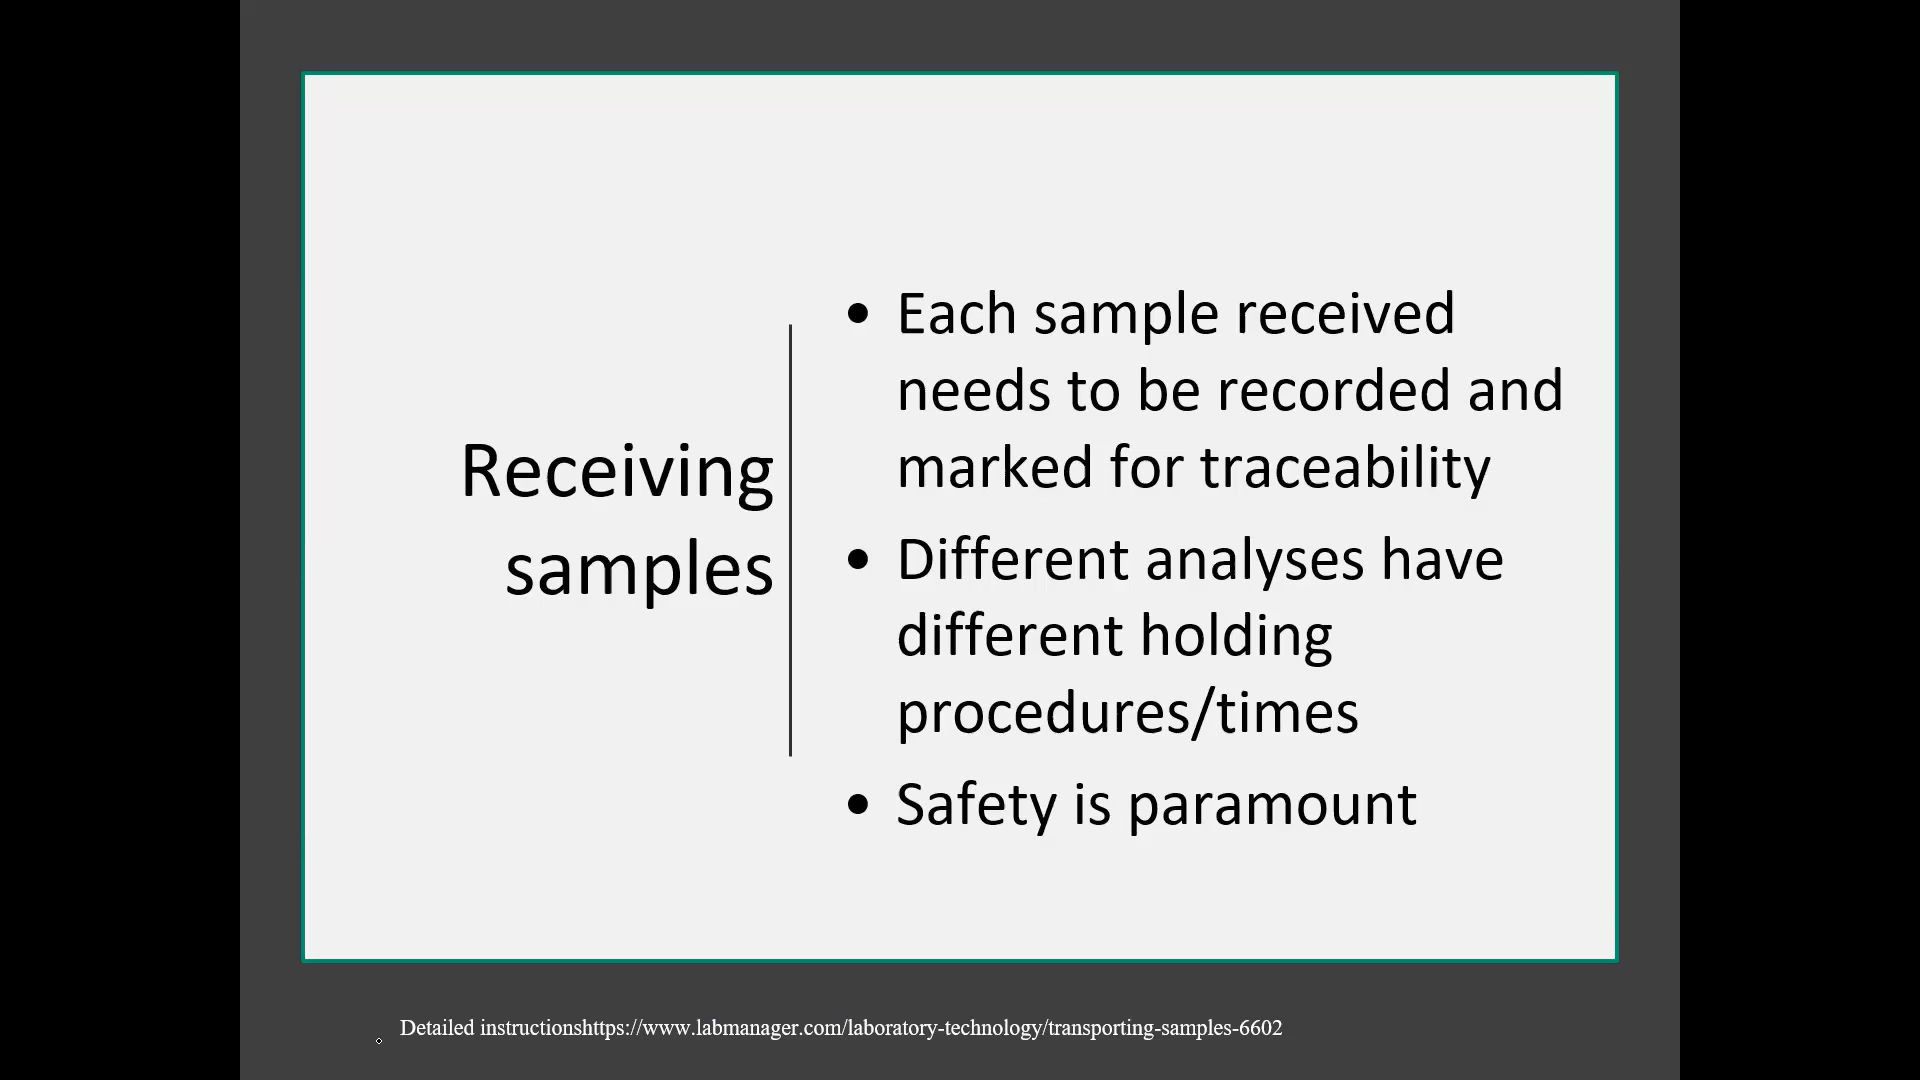 Receiving
samples
• Each sample received
needs to be recorded and
marked for traceability
• Different analyses have
different holding
procedures/times
• Safety is paramount
Detailed instructionshttps://www.labmanager.com/laboratory-technology/transporting-samples-6602